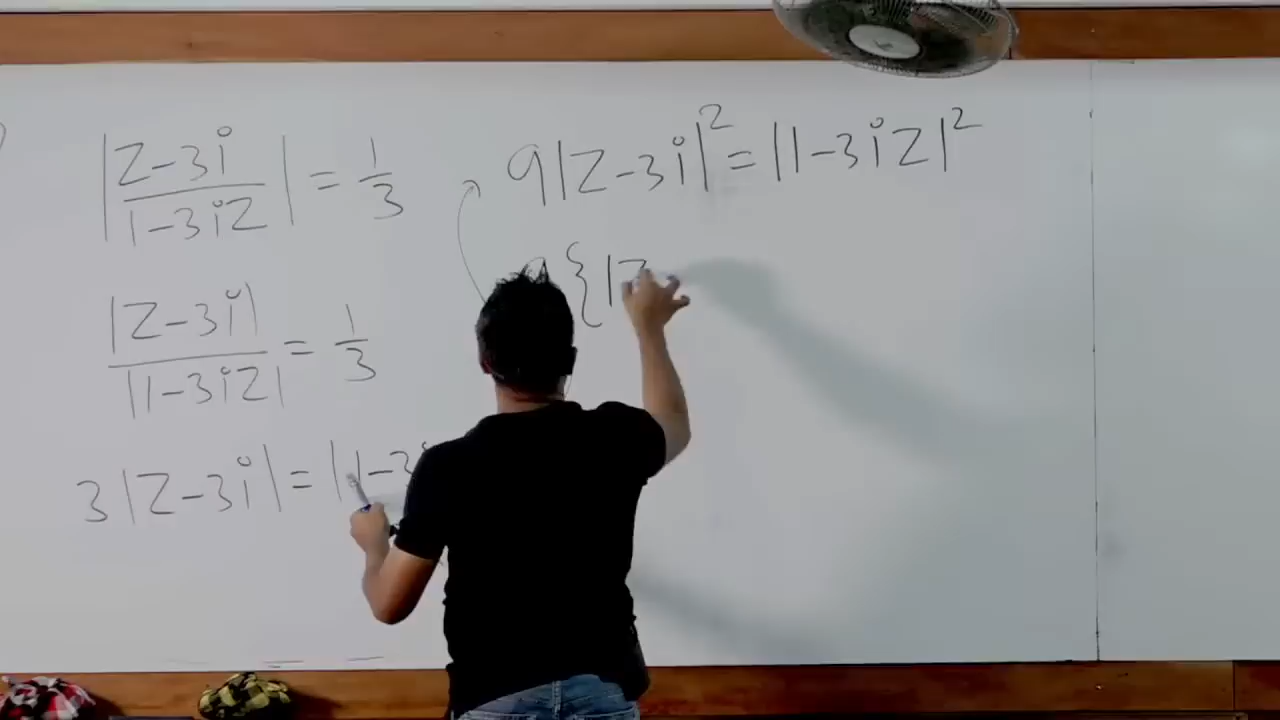 |z-3i / 1-3iz| = 1/3
|z-3i| / |1-3iz| = 1/3
3|z-3i| = |1-3
9|z-3i|² = |1-3iz|²
9{|z